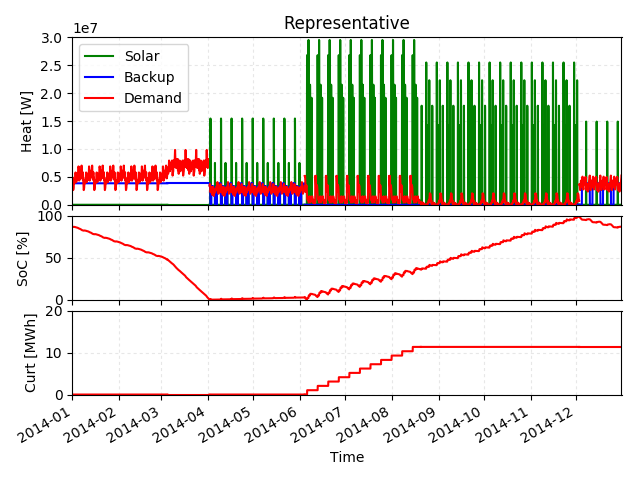 Representative
1e7
Heat [W]
3.0
2.5
2.0
1.5
1.0
0.5
0.0
Solar
Backup
Demand
SoC [%]
100
50
0
Curt [MWh]
20
10
0
2014-01
2014-02
2014-03
2014-04
2014-05
2014-06
2014-07
2014-08
2014-09
2014-10
2014-11
2014-12
Time